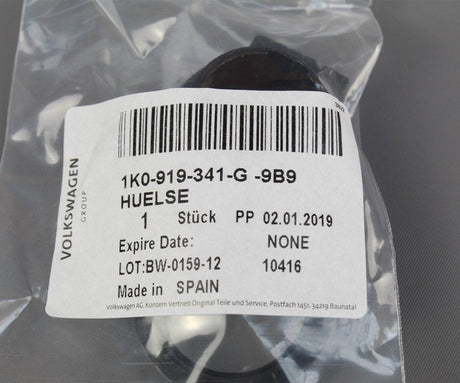 VOLKSWAGEN
GROUP
1K0-919-341-G -9B9
HUELSE
1 Stück PP 02.01.2019
Expire Date: NONE
LOT:BW-0159-12 10416
Made in SPAIN
Volkswagen AG, Konzern Vertrieb Original Teile und Service, Postfach 1451, 34219 Baunatal